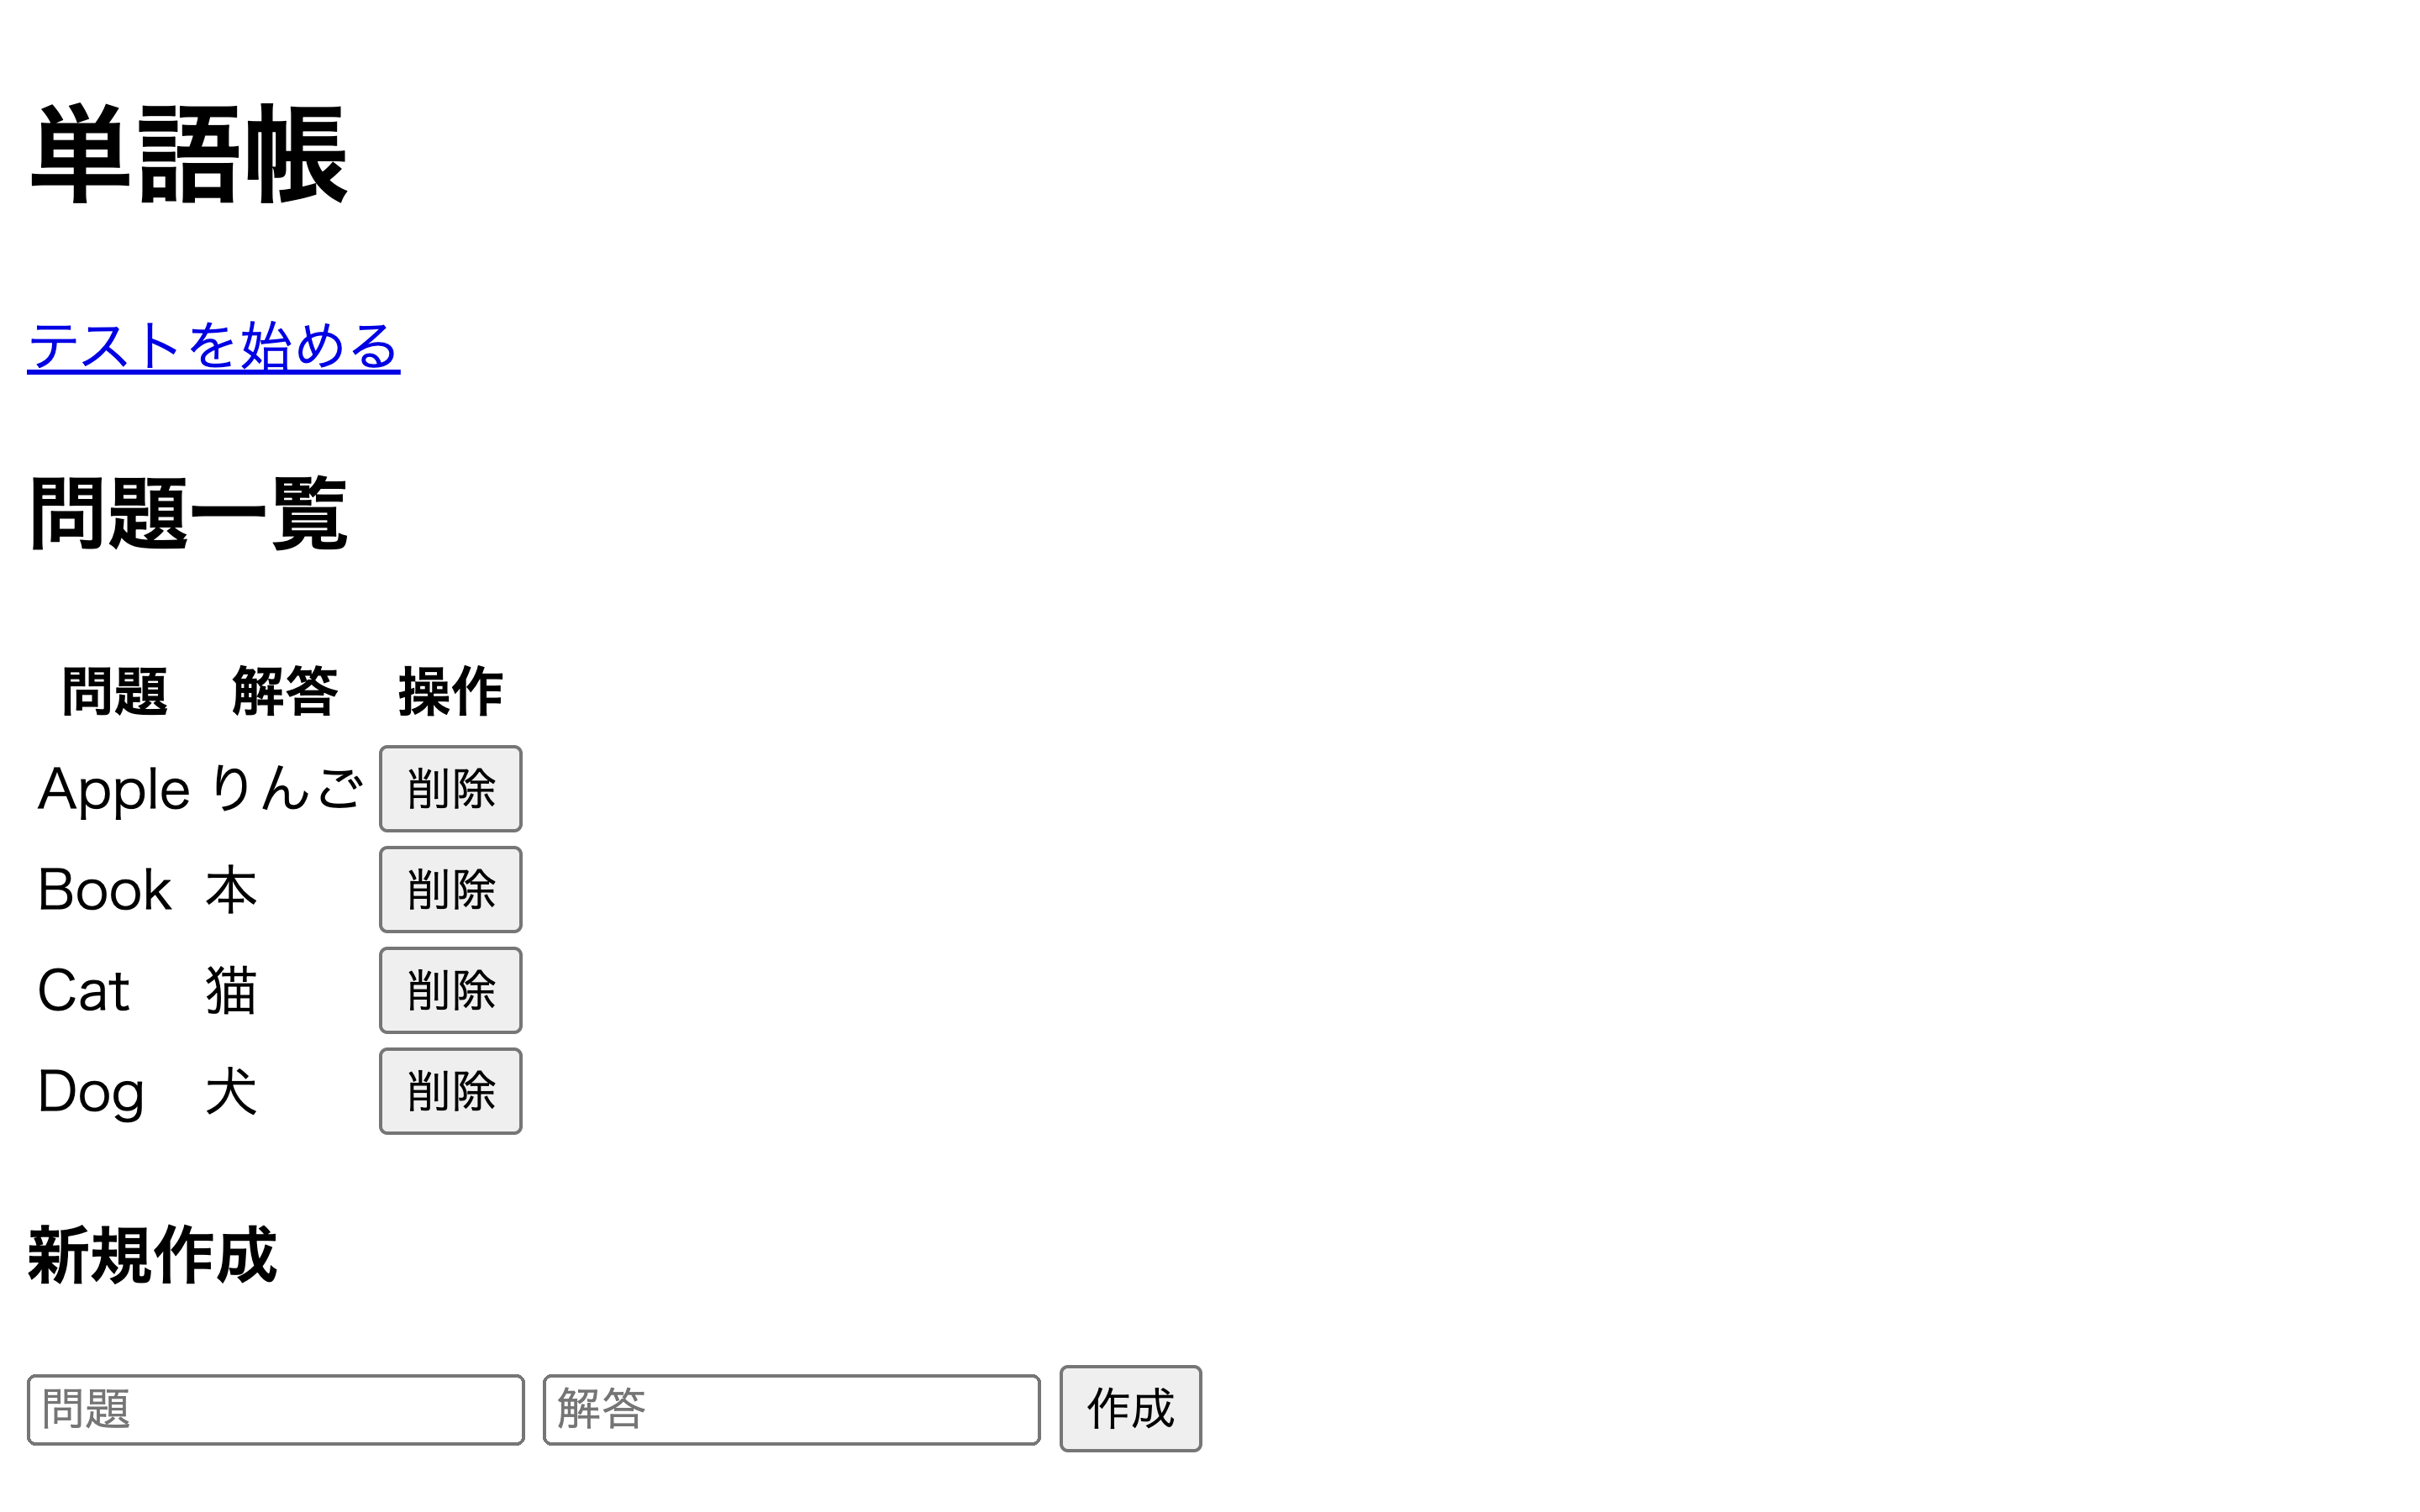 単語帳
テストを始める
問題一覧
問題 解答 操作
Apple りんご 削除
Book 本 削除
Cat 猫 削除
Dog 犬 削除
新規作成
問題 解答 作成